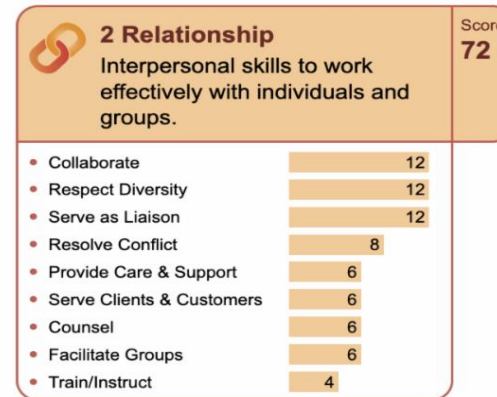 2 Relationship
Interpersonal skills to work
effectively with individuals and
groups.
Score
72
• Collaborate 12
• Respect Diversity 12
• Serve as Liaison 12
• Resolve Conflict 8
• Provide Care & Support 6
• Serve Clients & Customers 6
• Counsel 6
• Facilitate Groups 6
• Train/Instruct 4